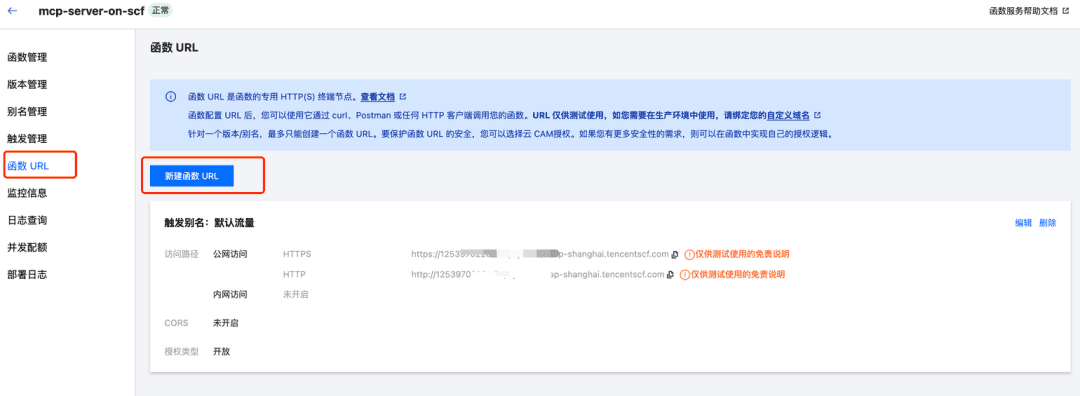 ← mcp-server-on-scf 正常
函数服务帮助文档
函数管理
版本管理
别名管理
触发管理
函数 URL
监控信息
日志查询
并发配额
部署日志
函数 URL
函数 URL 是函数的专用 HTTP(S) 终端节点。查看文档
函数配置 URL 后，您可以使用它通过 curl、Postman 或任何 HTTP 客户端调用您的函数。URL 仅供测试使用，如您需要在生产环境中使用，请绑定您的自定义域名
针对一个版本/别名，最多只能创建一个函数 URL。要保护函数 URL 的安全，您可以选择云 CAM授权。如果您有更多安全性的需求，则可以在函数中实现自己的授权逻辑。
新建函数 URL
触发别名：默认流量
编辑 删除
访问路径 公网访问 HTTPS https://12539 p-shanghai.tencentscf.com 仅供测试使用的免责说明
HTTP http://1253970 p-shanghai.tencentscf.com 仅供测试使用的免责说明
内网访问 未开启
CORS 未开启
授权类型 开放